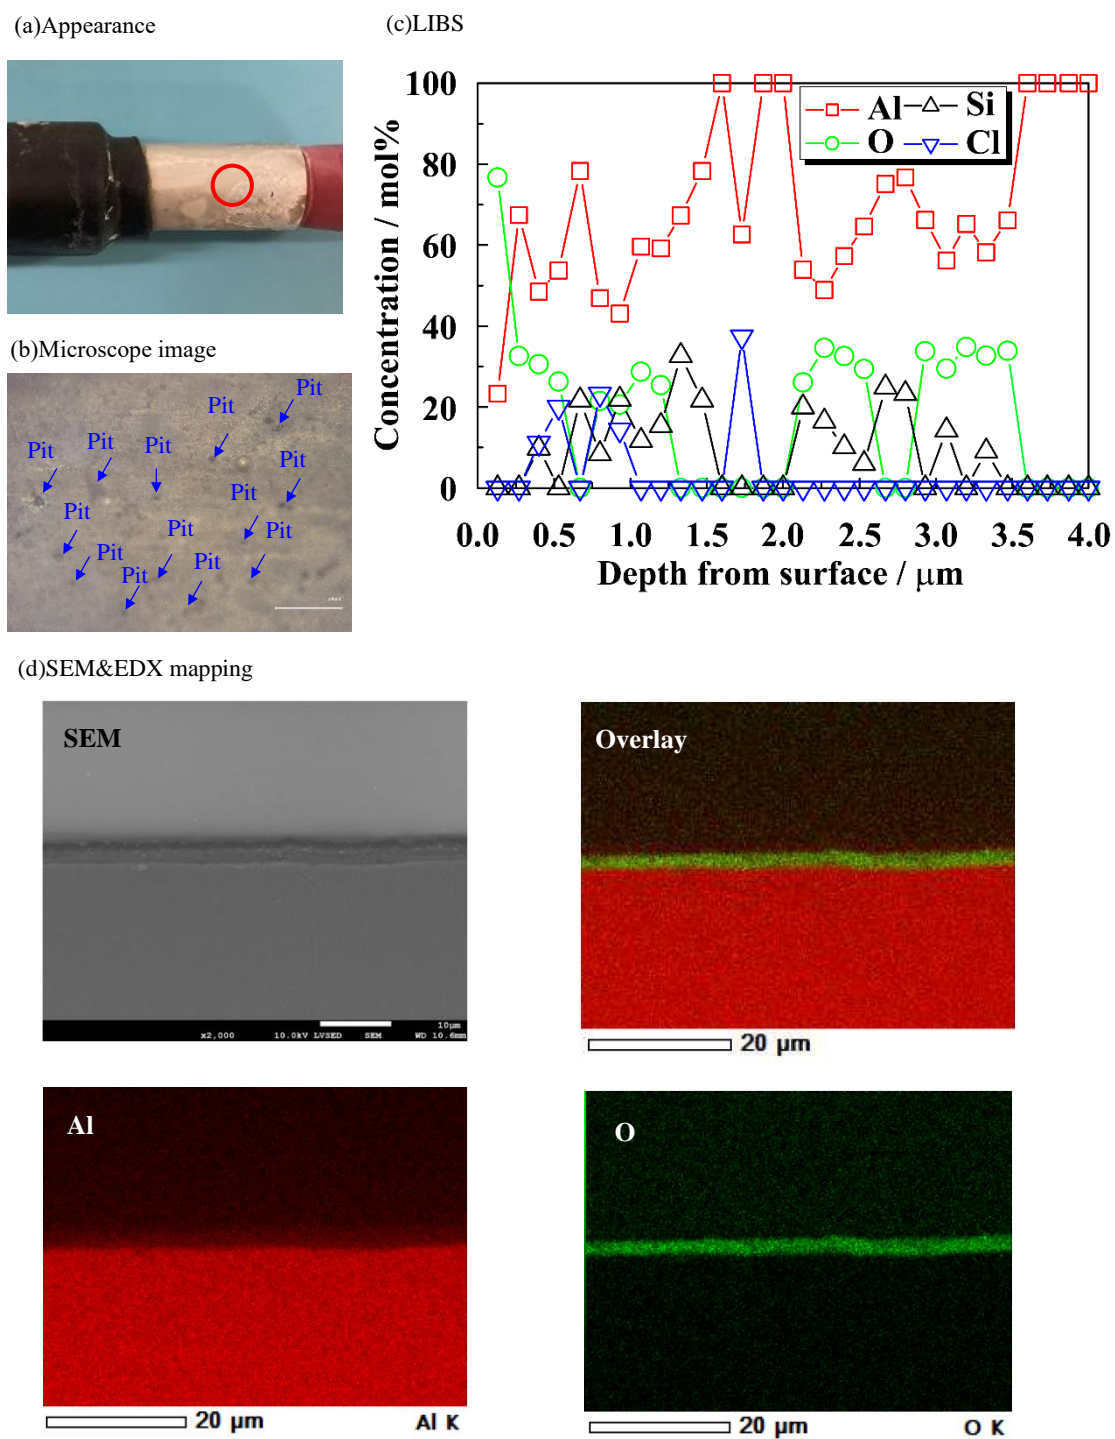 (a)Appearance
(c)LIBS
100
80
60
40
20
0
Concentration / mol%
Al
Si
O
Cl
0.0 0.5 1.0 1.5 2.0 2.5 3.0 3.5 4.0
Depth from surface / μm
(b)Microscope image
Pit
Pit
Pit
Pit
Pit
Pit
Pit
Pit
Pit
Pit
Pit
Pit
Pit
(d)SEM&EDX mapping
SEM
10μm
x2,000 10.0kV LVSED SEM WD 10.6mm
Overlay
20 μm
Al
20 μm Al K
O
20 μm O K